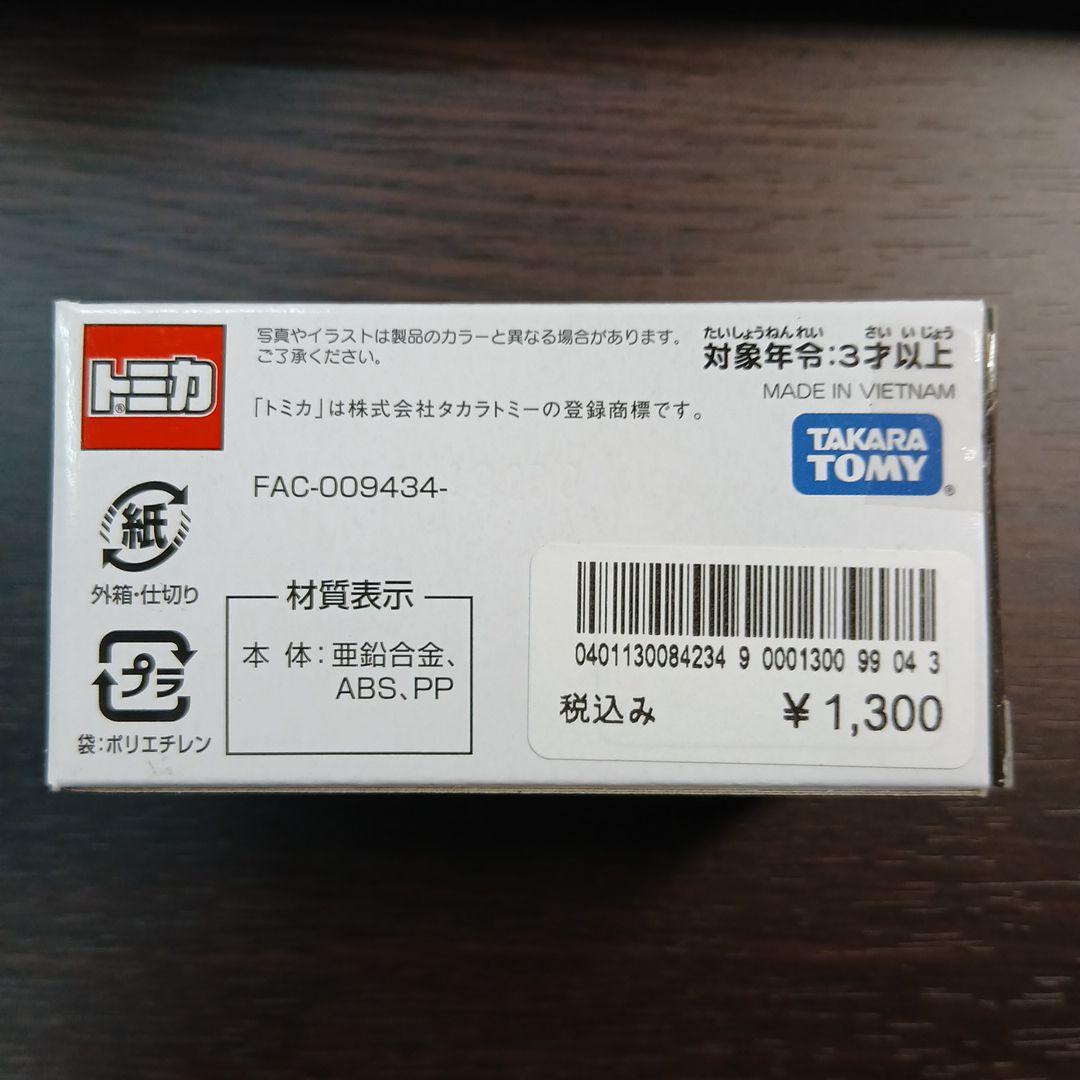 トミカ®
写真やイラストは製品のカラーと異なる場合があります。
ご了承ください。
「トミカ」は株式会社タカラトミーの登録商標です。
FAC-009434-
たいしょうねんれい さい いじょう
対象年令:3才以上
MADE IN VIETNAM
TAKARA
TOMY®
紙
外箱・仕切り
プラ
袋:ポリエチレン
材質表示
本体:亜鉛合金、
ABS、PP
0401130084234 9 0001300 99 04 3
税込み ¥1,300